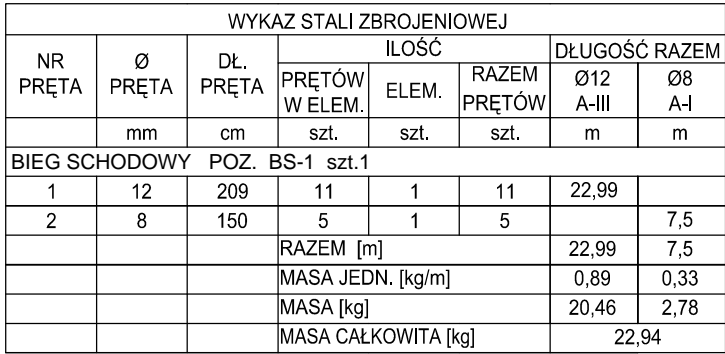 WYKAZ STALI ZBROJENIOWEJ
NR PRĘTA Ø PRĘTA DŁ. PRĘTA ILOŚĆ DŁUGOŚĆ RAZEM
PRĘTÓW W ELEM. ELEM. RAZEM PRĘTÓW Ø12 A-III Ø8 A-I
mm cm szt. szt. szt. m m
BIEG SCHODOWY POZ. BS-1 szt.1
1 12 209 11 1 11 22,99
2 8 150 5 1 5 7,5
RAZEM [m] 22,99 7,5
MASA JEDN. [kg/m] 0,89 0,33
MASA [kg] 20,46 2,78
MASA CAŁKOWITA [kg] 22,94